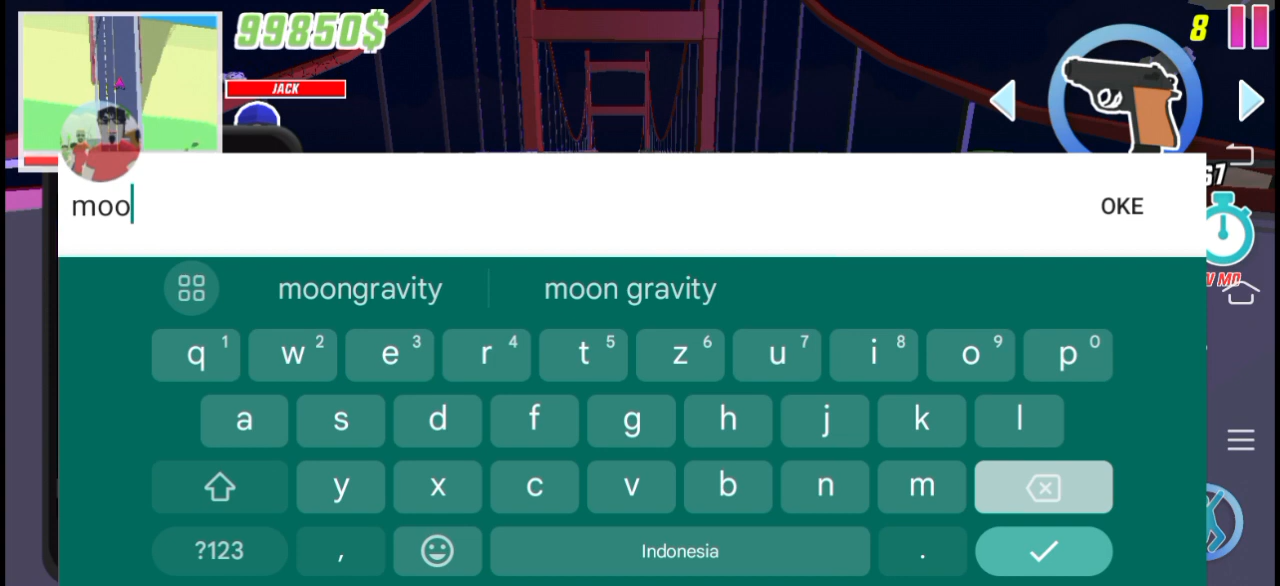 99850$
8
JACK
moo
OKE
moongravity
moon gravity
q 1 w 2 e 3 r 4 t 5 z 6 u 7 i 8 o 9 p 0
a s d f g h j k l
y x c v b n m
?123 , Indonesia .